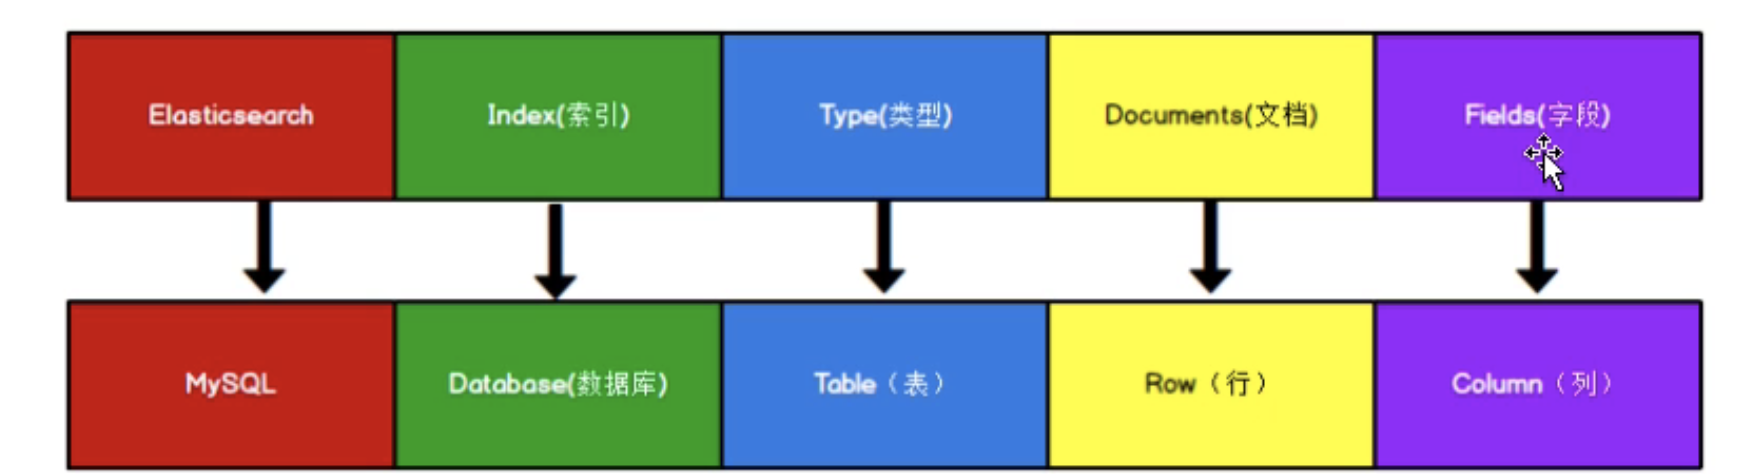 Elasticsearch Index(索引) Type(类型) Documents(文档) Fields(字段)
MySQL Database(数据库) Table（表） Row（行） Column（列）